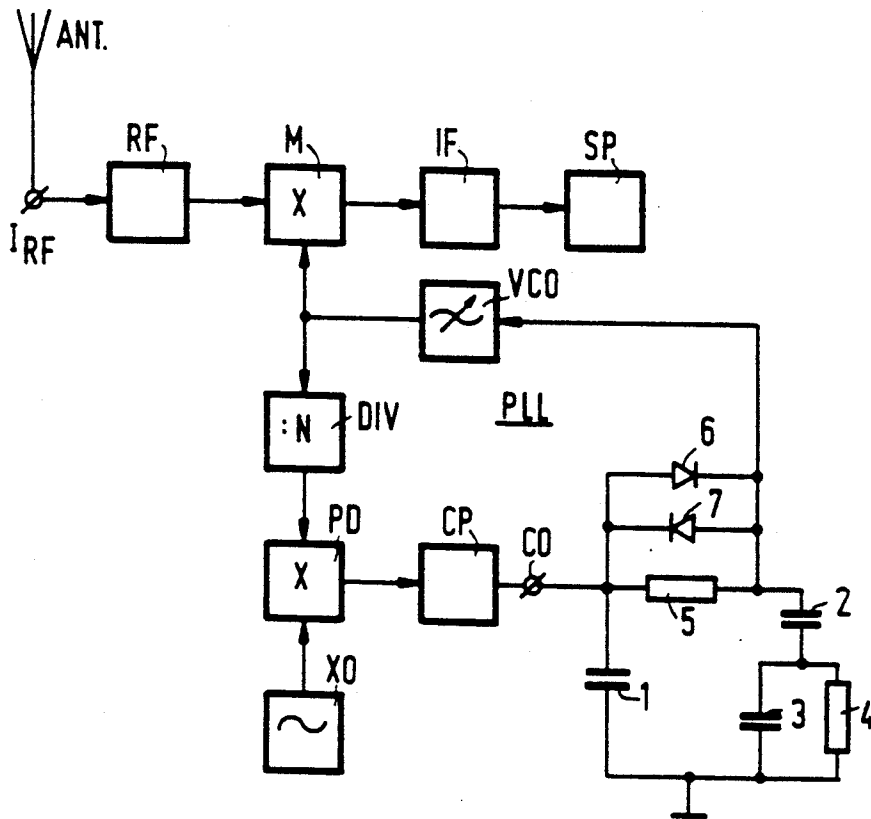 ANT.
RF
M
IF
SP
X
I RF
VCO
:N
DIV
PLL
6
7
PD
CP
CO
X
5
2
XO
1
3
4